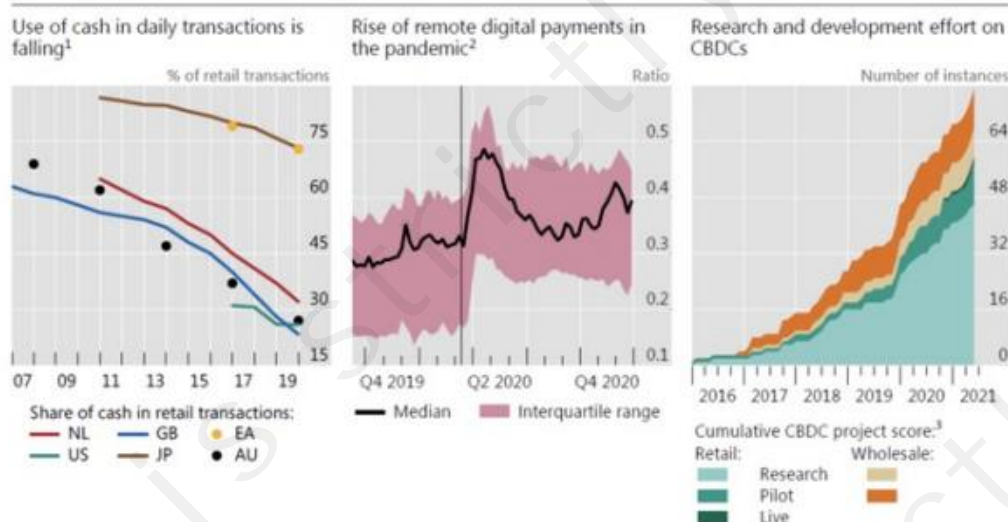 Use of cash in daily transactions is
falling¹
% of retail transactions
75
60
45
30
15
07 09 11 13 15 17 19
Share of cash in retail transactions:
NL GB EA
US JP AU
Rise of remote digital payments in
the pandemic²
Ratio
0.5
0.4
0.3
0.2
0.1
Q4 2019 Q2 2020 Q4 2020
Median Interquartile range
Research and development effort on
CBDCs
Number of instances
64
48
32
16
0
2016 2017 2018 2019 2020 2021
Cumulative CBDC project score:³
Retail: Wholesale:
Research
Pilot
Live